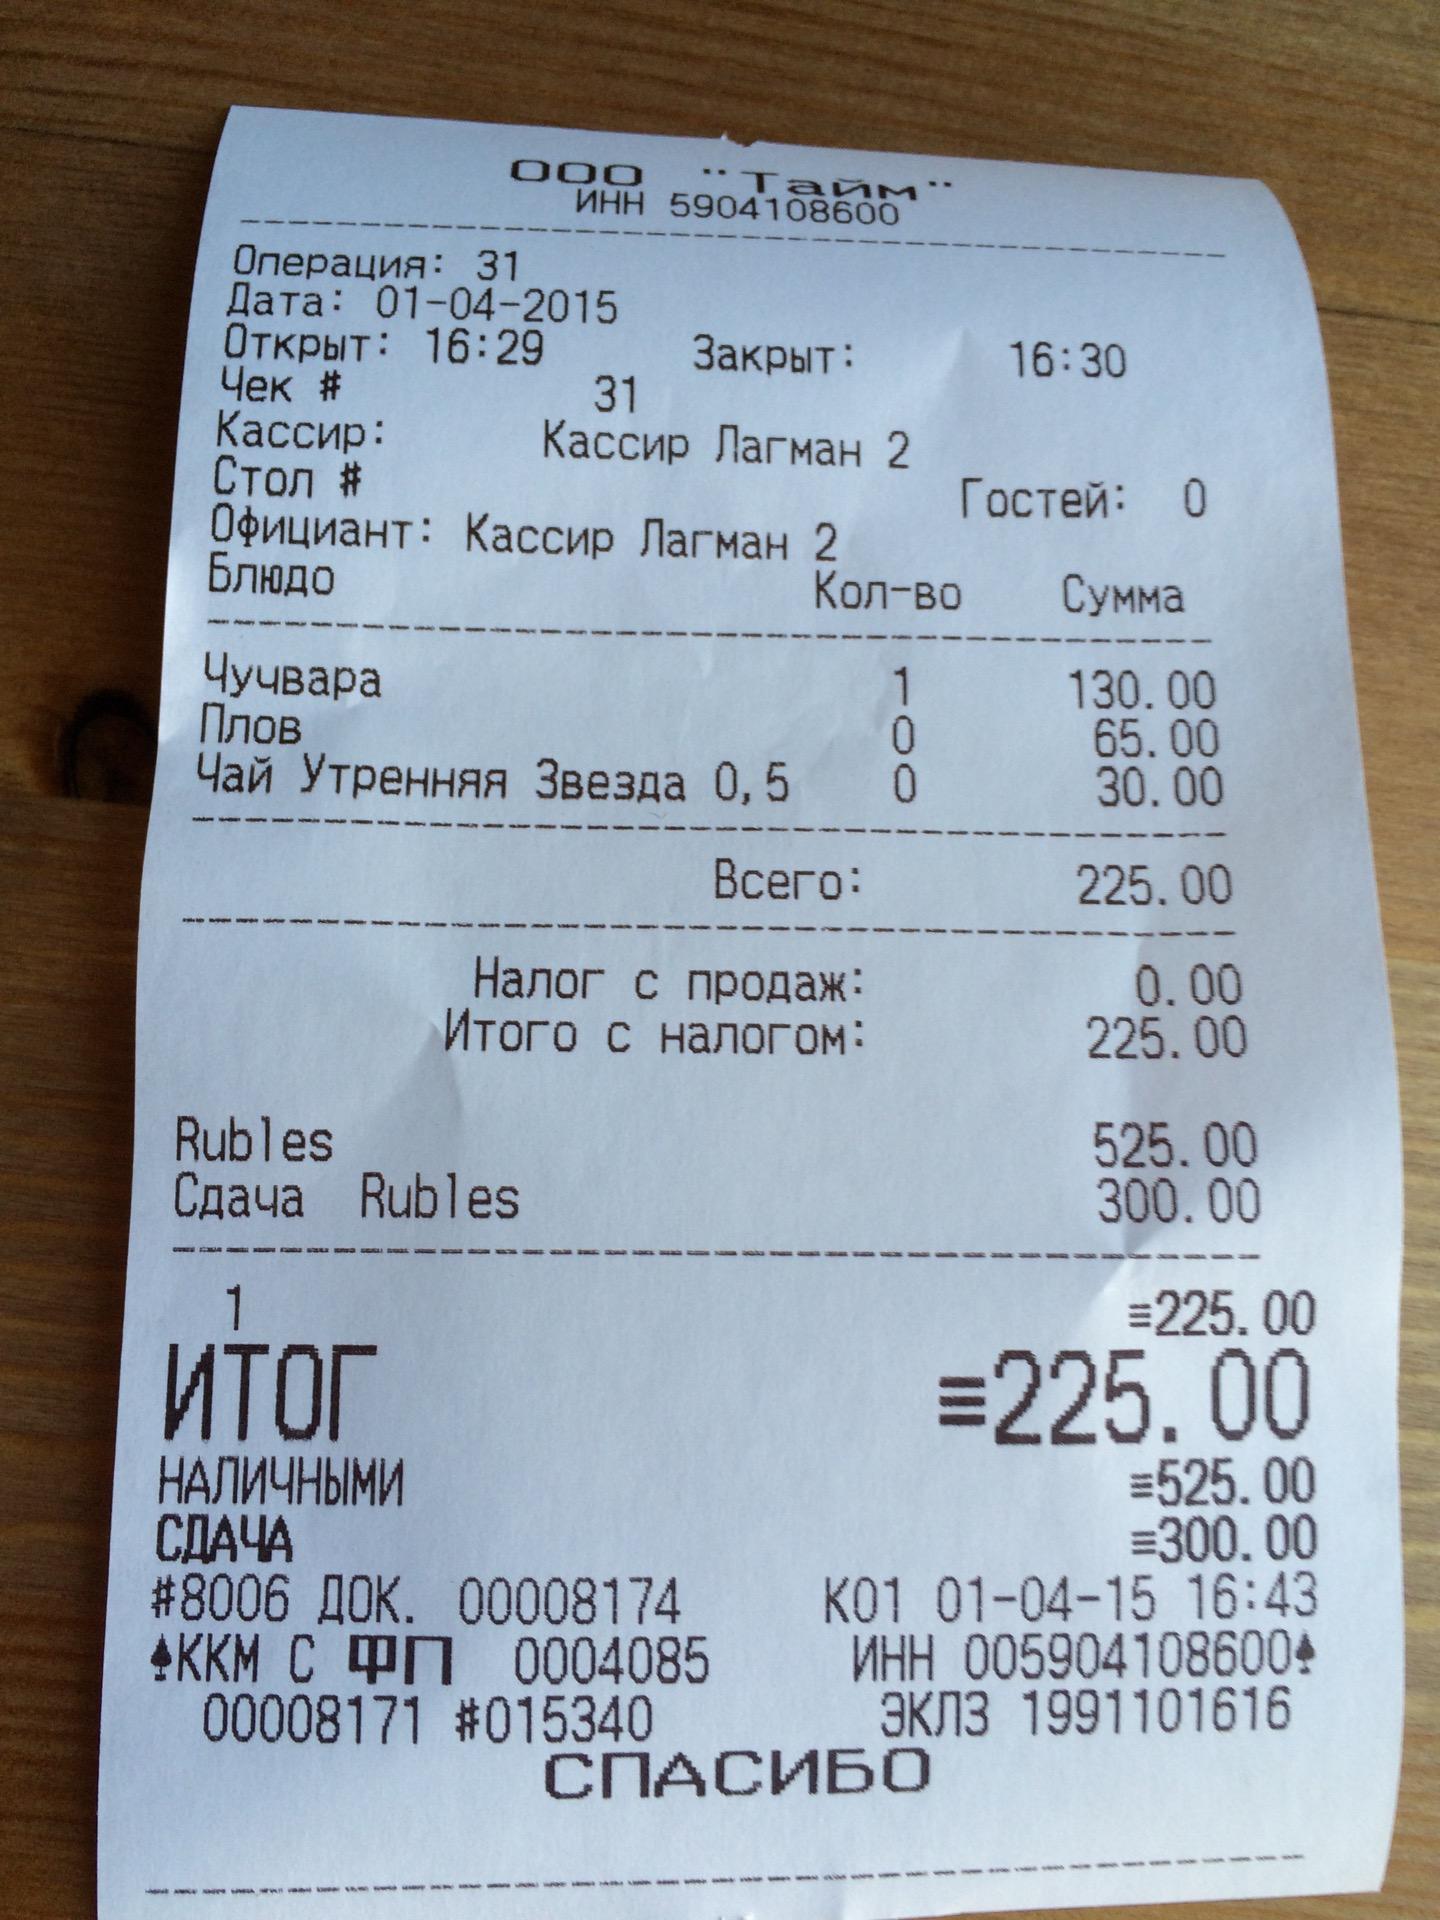 ООО "Тайм"
ИНН 5904108600
Операция: 31
Дата: 01-04-2015
Открыт: 16:29 Закрыт: 16:30
Чек # 31
Кассир: Кассир Лагман 2
Стол # Гостей: 0
Официант: Кассир Лагман 2
Блюдо Кол-во Сумма
Чучвара 1 130.00
Плов 0 65.00
Чай Утренняя Звезда 0,5 0 30.00
Всего: 225.00
Налог с продаж: 0.00
Итого с налогом: 225.00
Rubles 525.00
Сдача Rubles 300.00
1 ≡225.00
ИТОГ ≡225.00
НАЛИЧНЫМИ ≡525.00
СДАЧА ≡300.00
#8006 ДОК. 00008174 К01 01-04-15 16:43
♠ККМ С ФП 0004085 ИНН 005904108600♠
00008171 #015340 ЭКЛЗ 1991101616
СПАСИБО